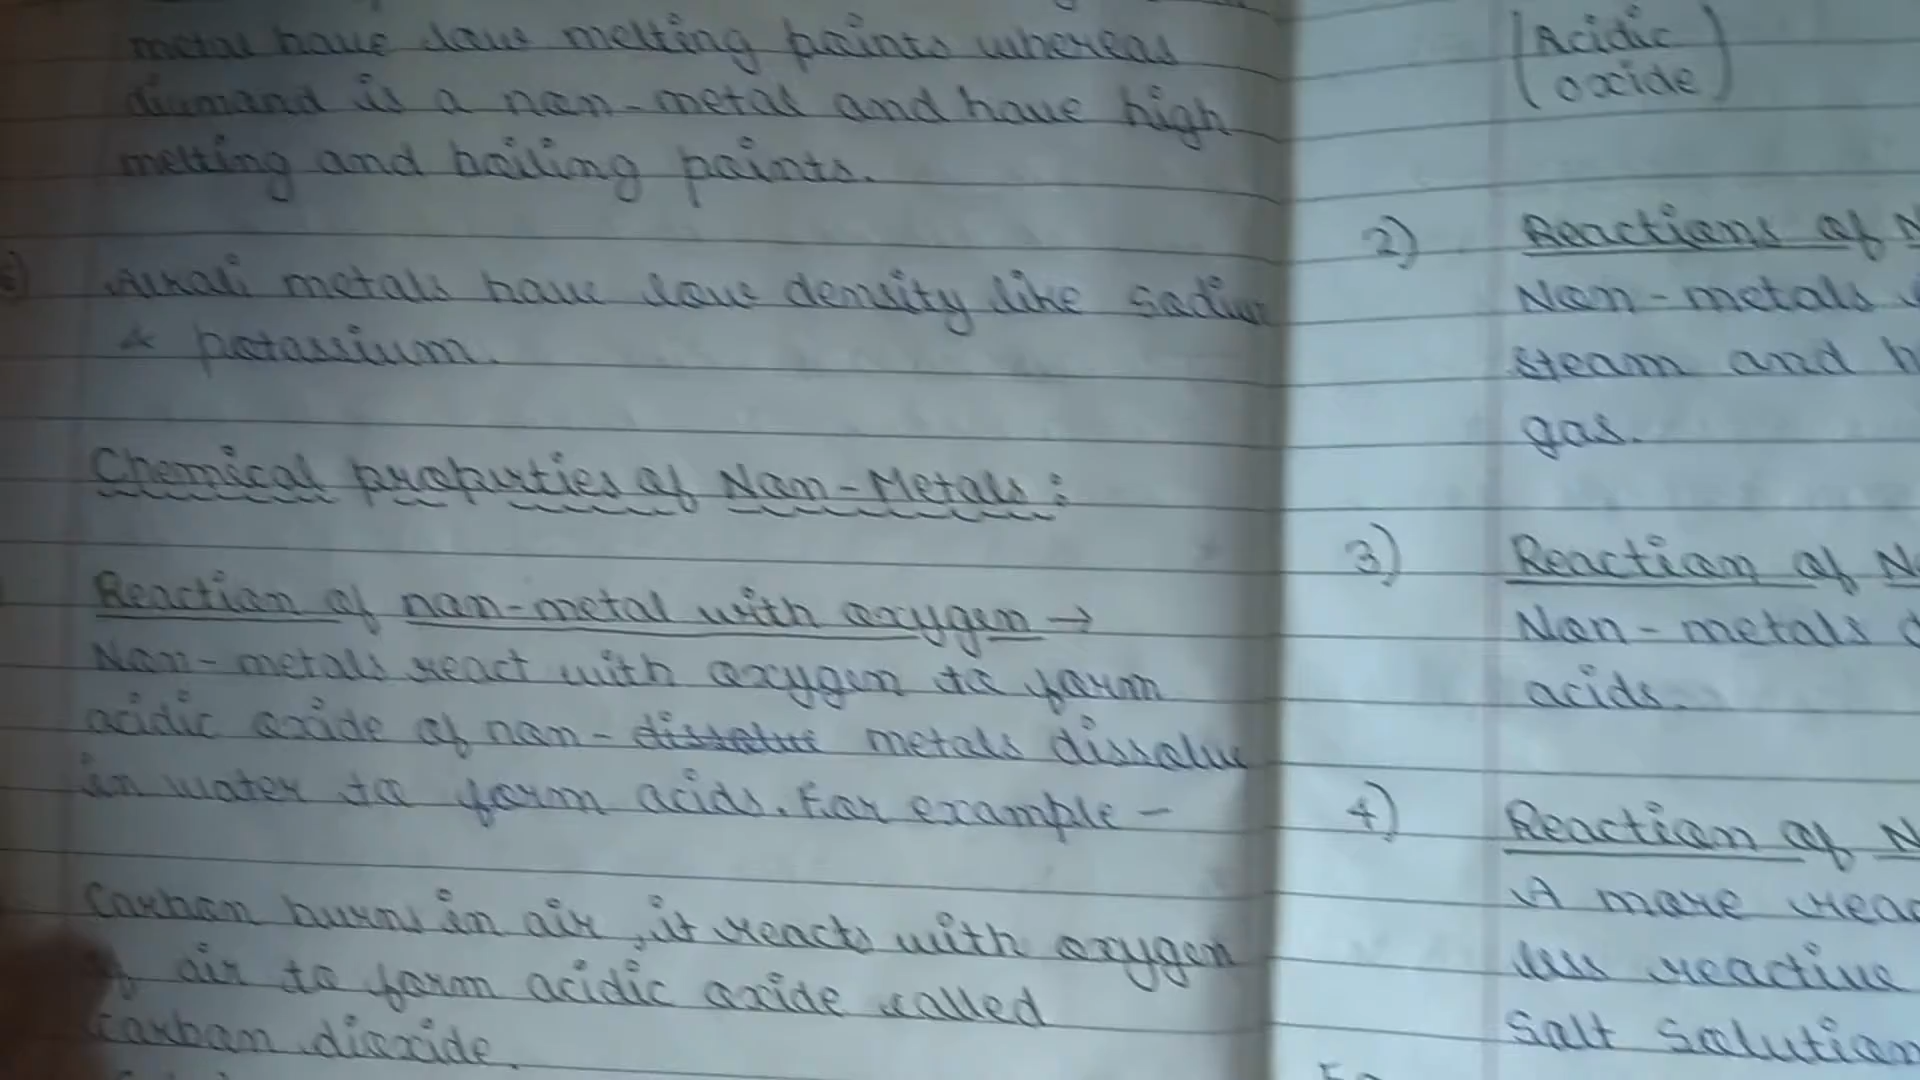 metal have low melting points whereas
diamand is a non-metal and have high
melting and boiling points.
Alkali metals have low density like sodium
& potassium.
Chemical properties of Non-Metals:
Reaction of non-metal with oxygen →
Non-metals react with oxygen to form
acidic oxide of non- metals dissolve
in water to form acids. For example -
Carbon burns in air, it reacts with oxygen
of air to form acidic oxide called
carbon dioxide.
(Acidic
oxide)
2) Reactions of N
Non-metals
steam and h
gas.
3) Reaction of No
Non-metals d
acids.
4) Reaction of N
A more reac
less reactive
Salt Solution